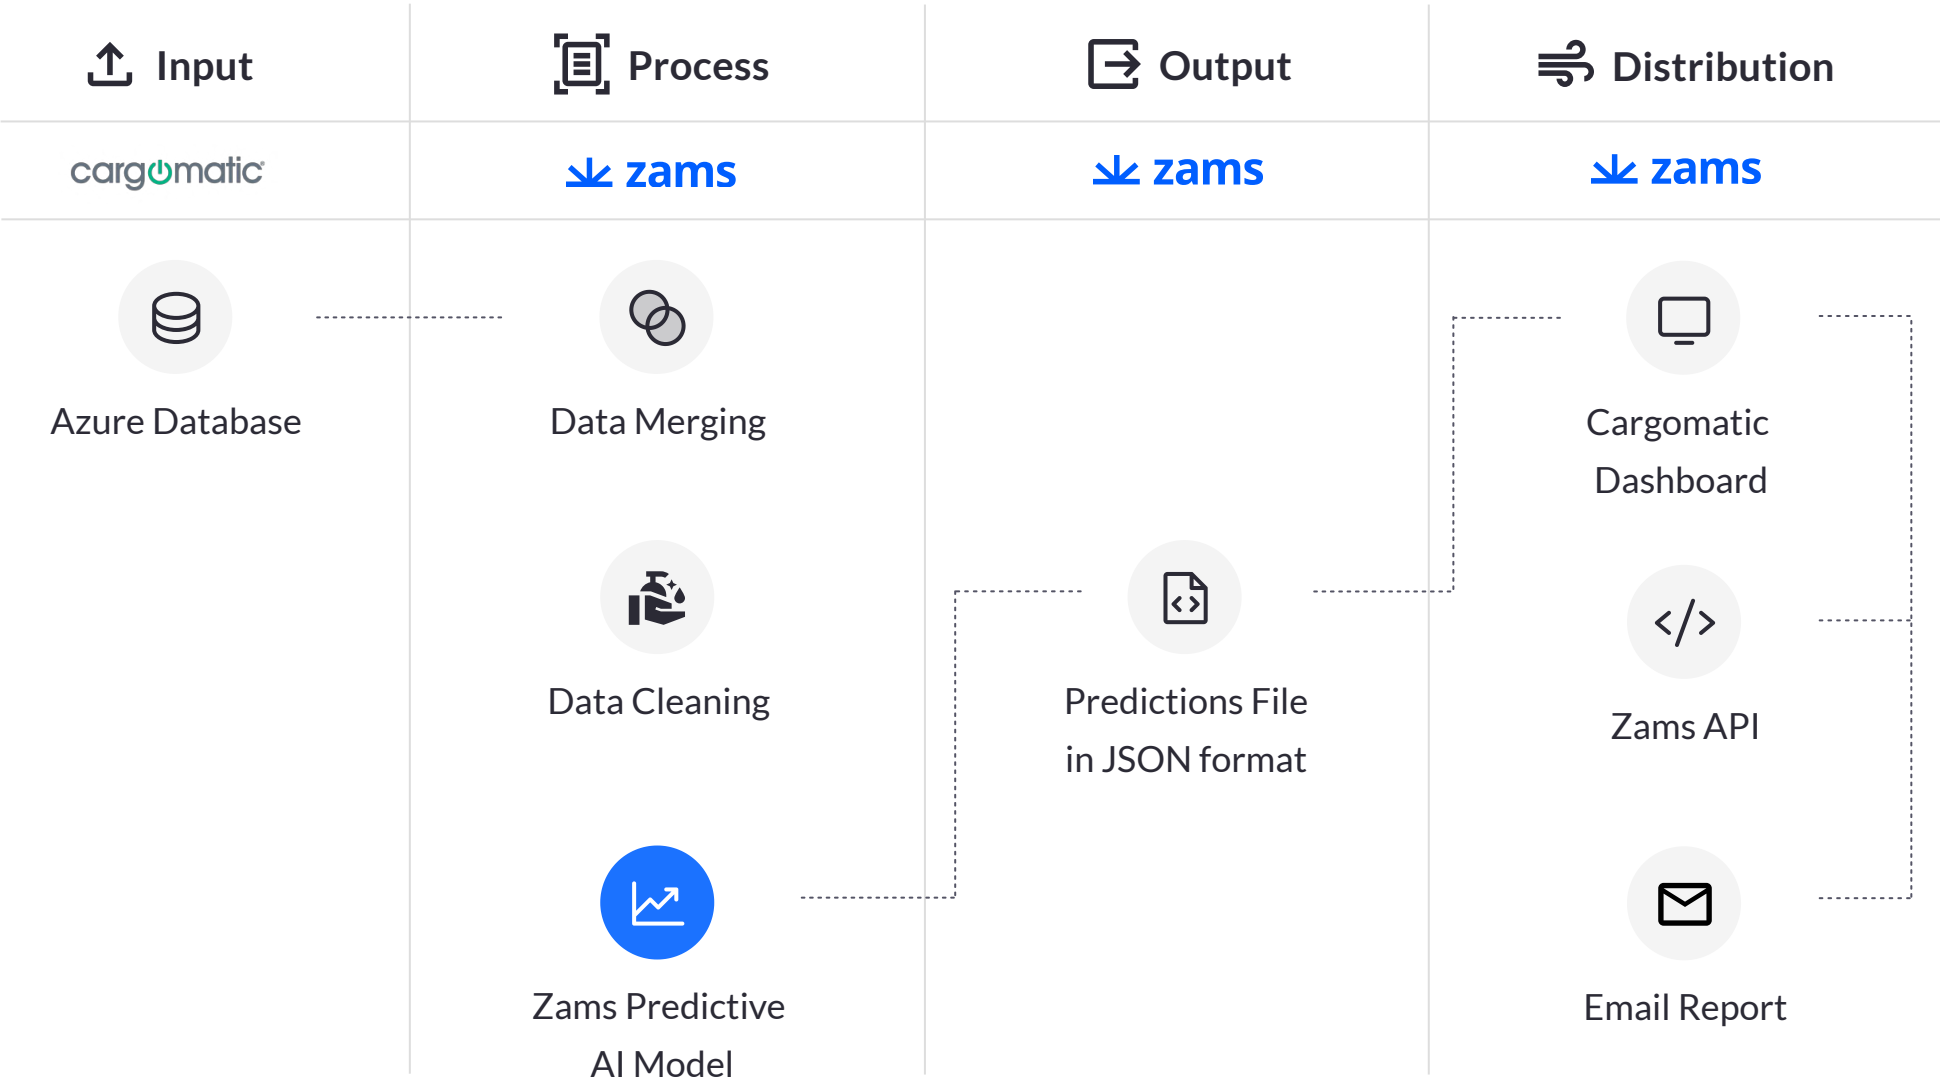 Input
Process
Output
Distribution
cargomatic
zams
zams
zams
Azure Database
Data Merging
Cargomatic
Dashboard
Data Cleaning
Predictions File
in JSON format
</>
Zams API
Zams Predictive
AI Model
Email Report